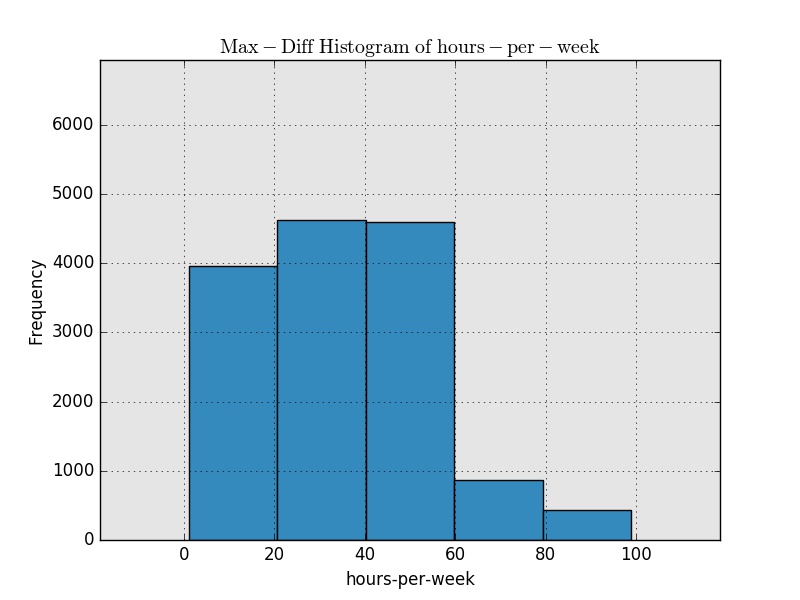 Max − Diff Histogram of hours − per − week
6000
5000
4000
3000
2000
1000
0
Frequency
0 20 40 60 80 100
hours-per-week